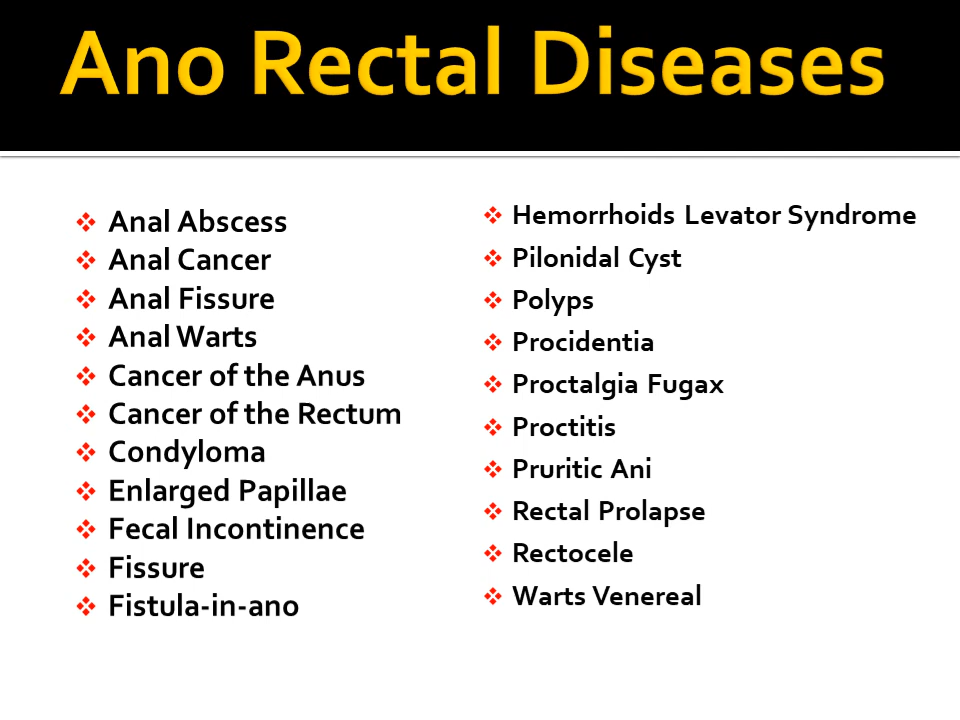 Ano Rectal Diseases
Anal Abscess
Anal Cancer
Anal Fissure
Anal Warts
Cancer of the Anus
Cancer of the Rectum
Condyloma
Enlarged Papillae
Fecal Incontinence
Fissure
Fistula-in-ano
Hemorrhoids Levator Syndrome
Pilonidal Cyst
Polyps
Procidentia
Proctalgia Fugax
Proctitis
Pruritic Ani
Rectal Prolapse
Rectocele
Warts Venereal